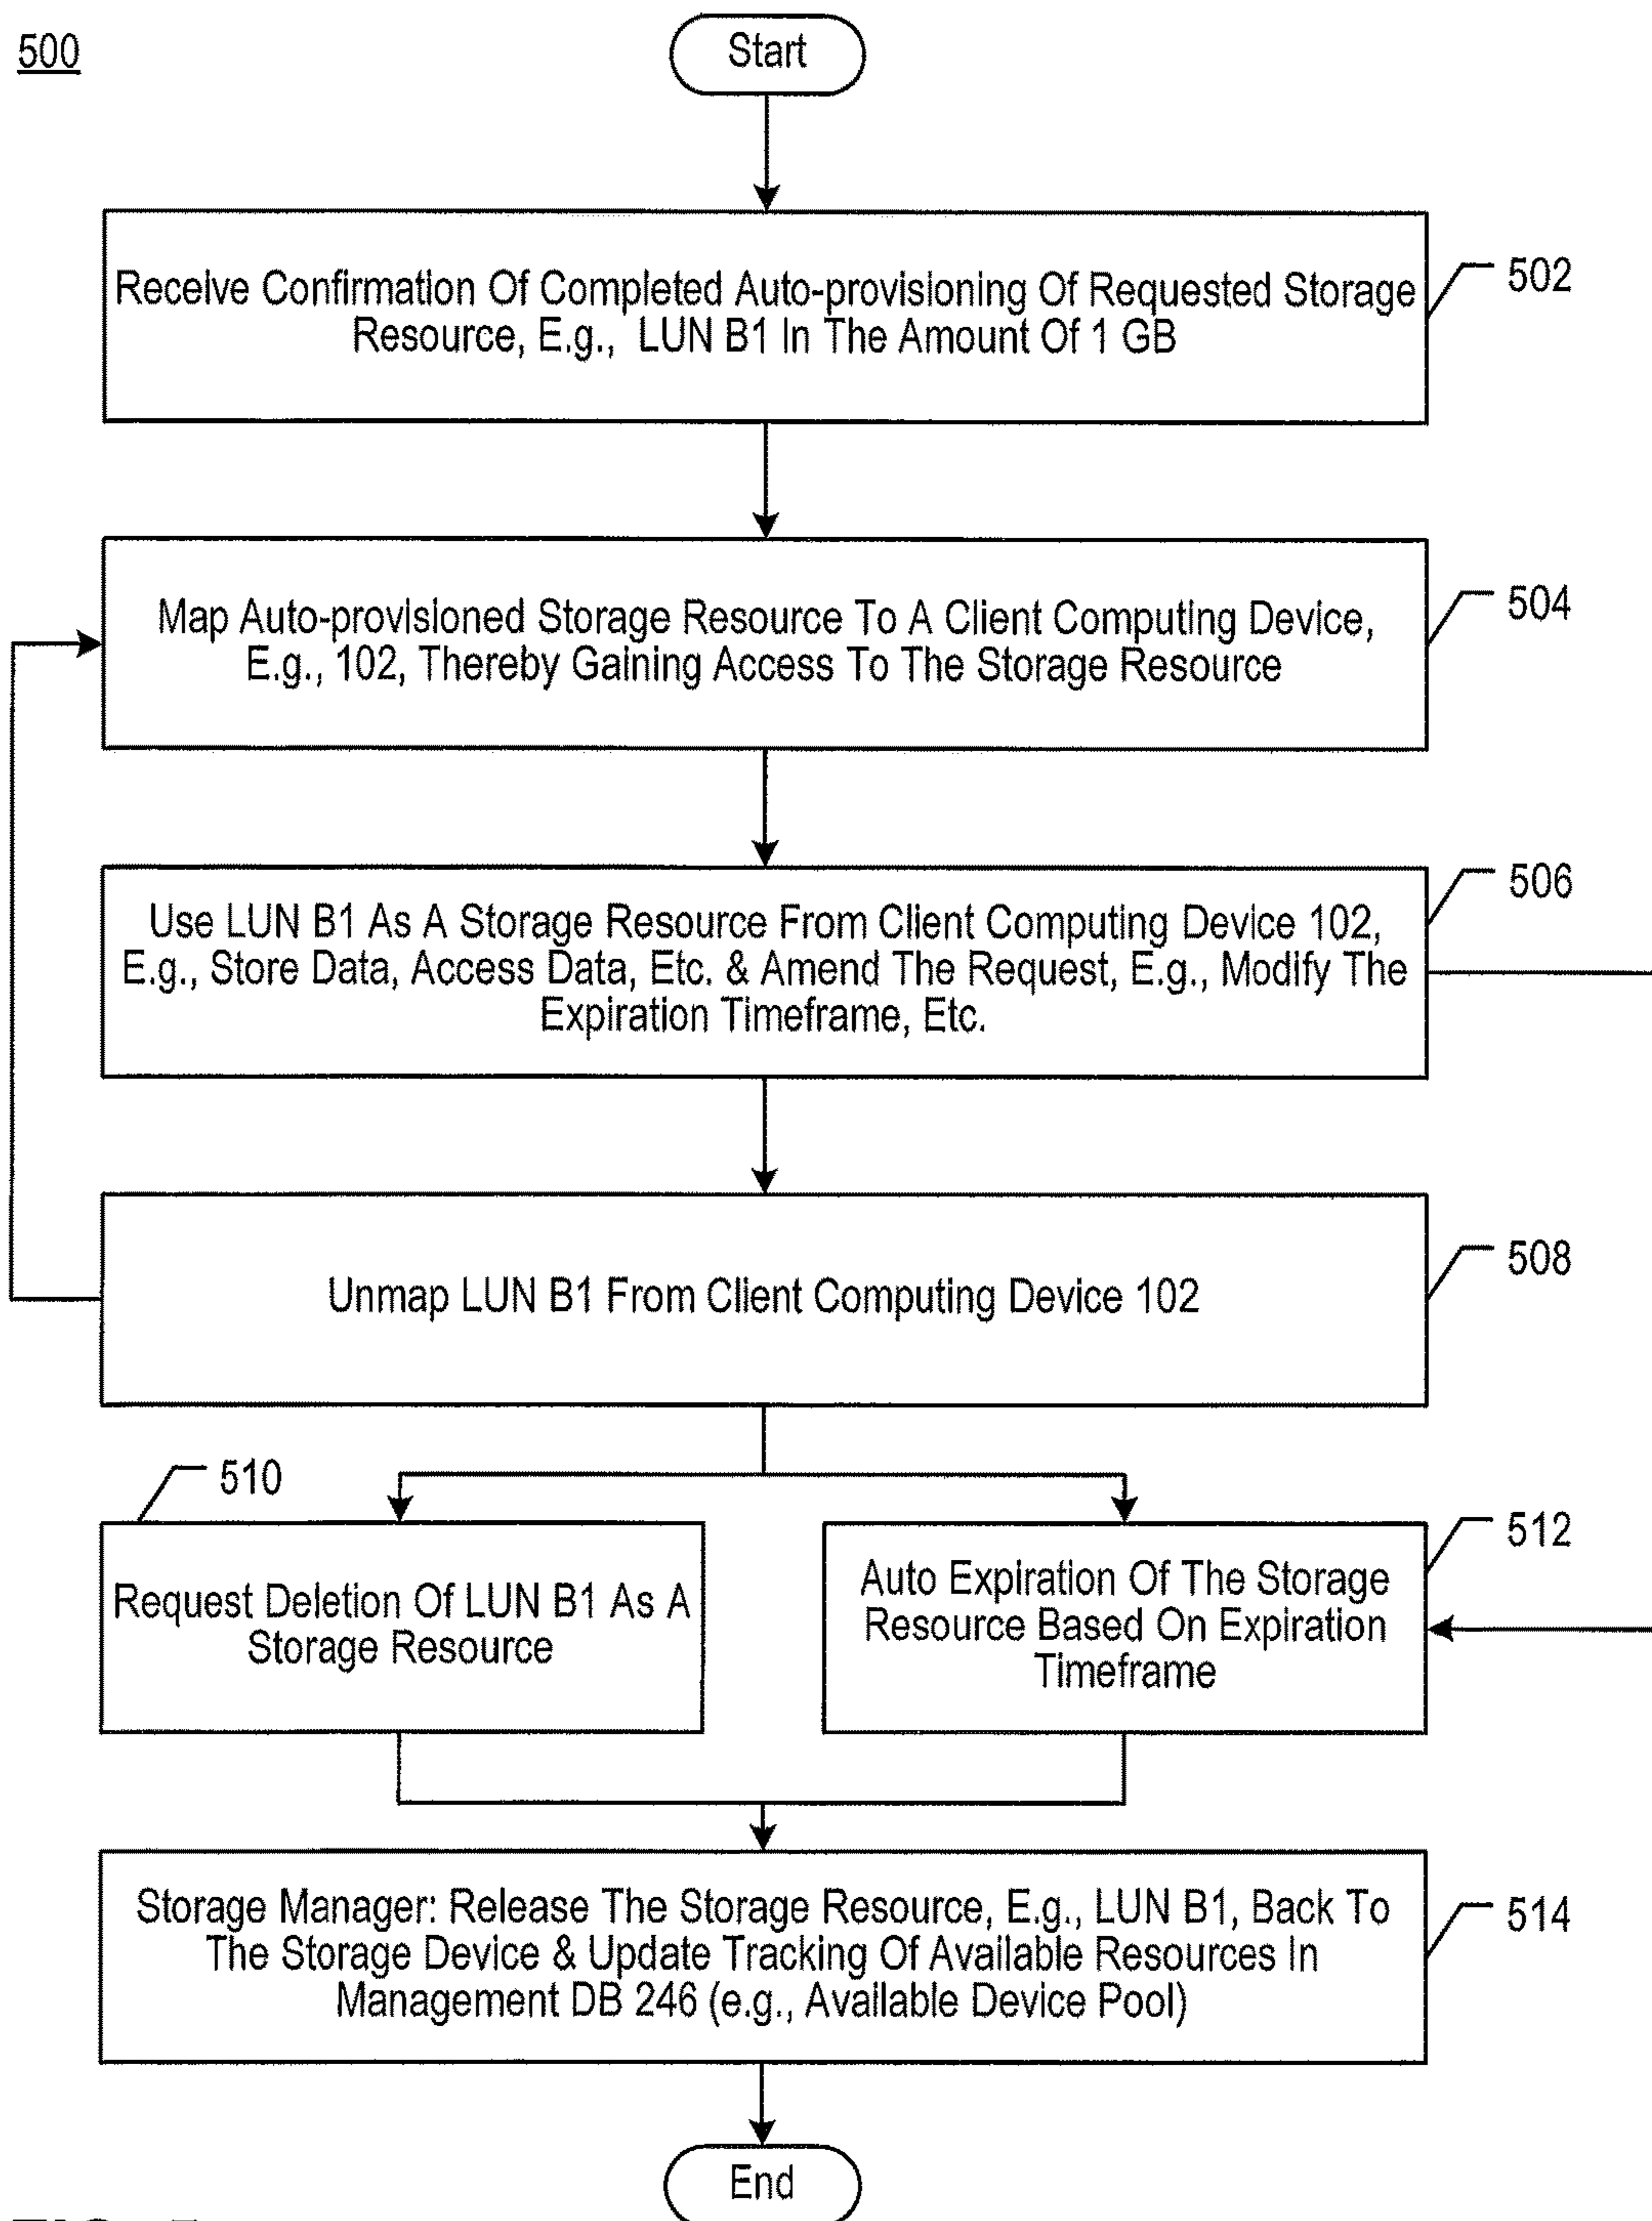 500
Start
Receive Confirmation Of Completed Auto-provisioning Of Requested Storage
Resource, E.g., LUN B1 In The Amount Of 1 GB
502
Map Auto-provisioned Storage Resource To A Client Computing Device,
E.g., 102, Thereby Gaining Access To The Storage Resource
504
Use LUN B1 As A Storage Resource From Client Computing Device 102,
E.g., Store Data, Access Data, Etc. & Amend The Request, E.g., Modify The
Expiration Timeframe, Etc.
506
Unmap LUN B1 From Client Computing Device 102
508
510
Request Deletion Of LUN B1 As A
Storage Resource
512
Auto Expiration Of The Storage
Resource Based On Expiration
Timeframe
Storage Manager: Release The Storage Resource, E.g., LUN B1, Back To
The Storage Device & Update Tracking Of Available Resources In
Management DB 246 (e.g., Available Device Pool)
514
End